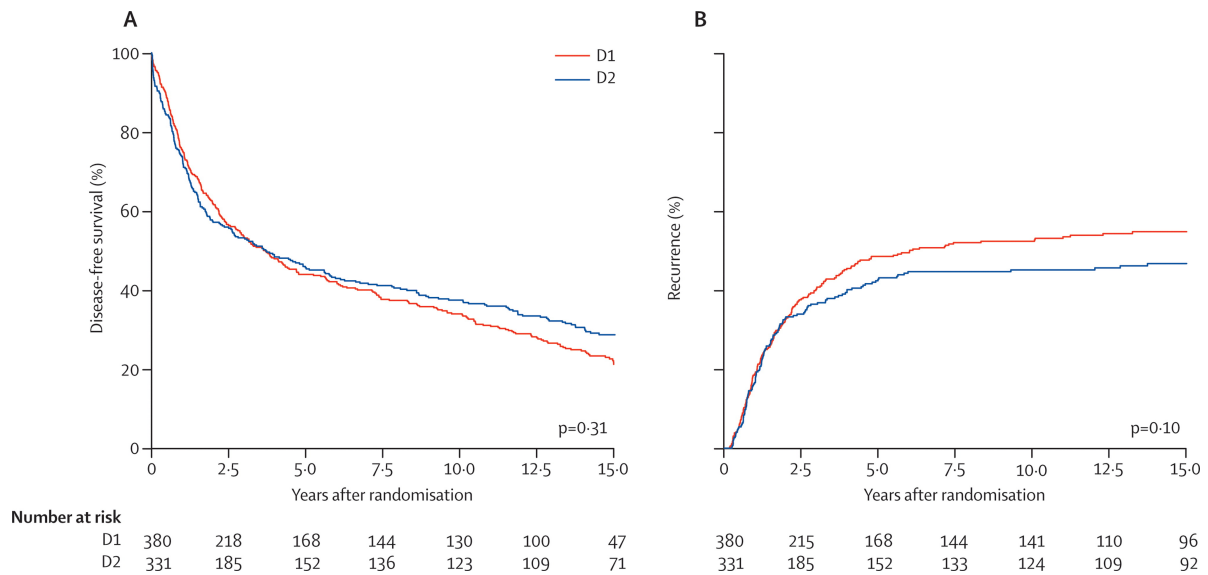 A
B
100
80
60
40
20
0
Disease-free survival (%)
D1
D2
p=0·31
0 2·5 5·0 7·5 10·0 12·5 15·0
Years after randomisation
Recurrence (%)
p=0·10
0 2·5 5·0 7·5 10·0 12·5 15·0
Years after randomisation
Number at risk
D1 380 218 168 144 130 100 47
D2 331 185 152 136 123 109 71
380 215 168 144 141 110 96
331 185 152 133 124 109 92